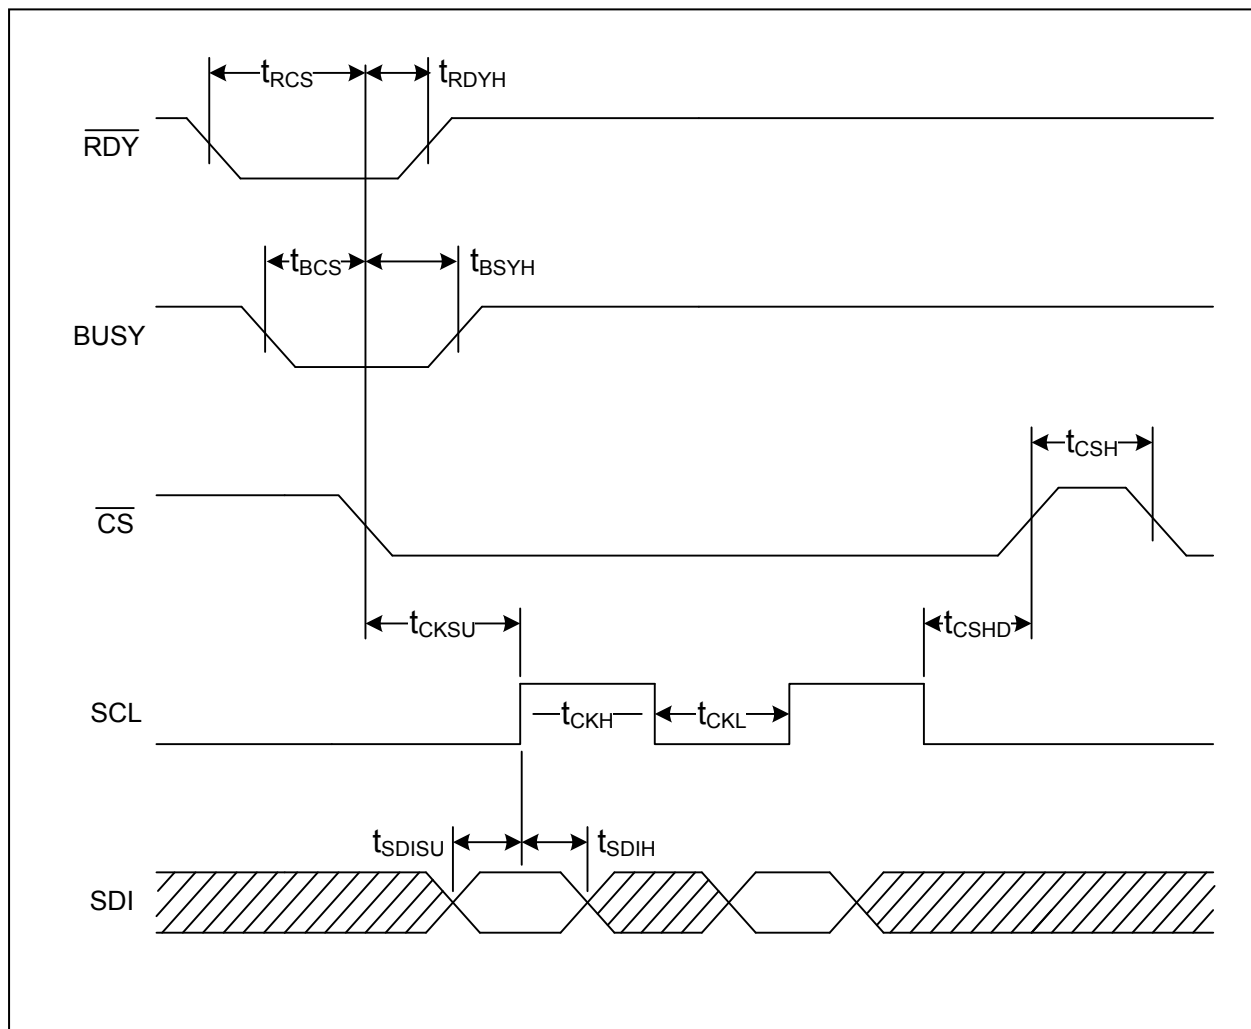 tRCS tRDYH
RDY
tBCS tBSYH
BUSY
tCSH
CS
tCKSU tCSHD
SCL
tCKH tCKL
tSDISU tSDIH
SDI